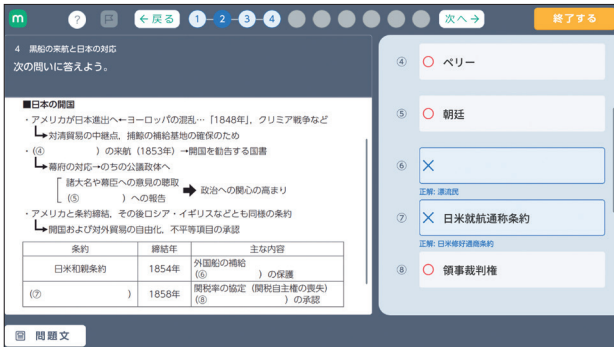 m ? ←戻る 1 2 3 4 次へ→ 終了する
4 黒船の来航と日本の対応
次の問いに答えよう。
■日本の開国
・アメリカが日本進出へ←ヨーロッパの混乱…「1848年」,クリミア戦争など
→対清貿易の中継点,捕鯨の補給基地の確保のため
・(④ )の来航(1853年)→開国を勧告する国書
→幕府の対応→のちの公議政体へ
諸大名や幕臣への意見の聴取
(⑤ )への報告
➡ 政治への関心の高まり
・アメリカと条約締結,その後ロシア・イギリスなどとも同様の条約
→開国および対外貿易の自由化,不平等項目の承認
条約 締結年 主な内容
日米和親条約 1854年 外国船の補給
(⑥ )の保護
(⑦ ) 1858年 関税率の協定(関税自主権の喪失)
(⑧ )の承認
問題文
④ ○ ペリー
⑤ ○ 朝廷
⑥ ×
正解: 漂流民
⑦ × 日米就航通称条約
正解: 日米修好通商条約
⑧ ○ 領事裁判権